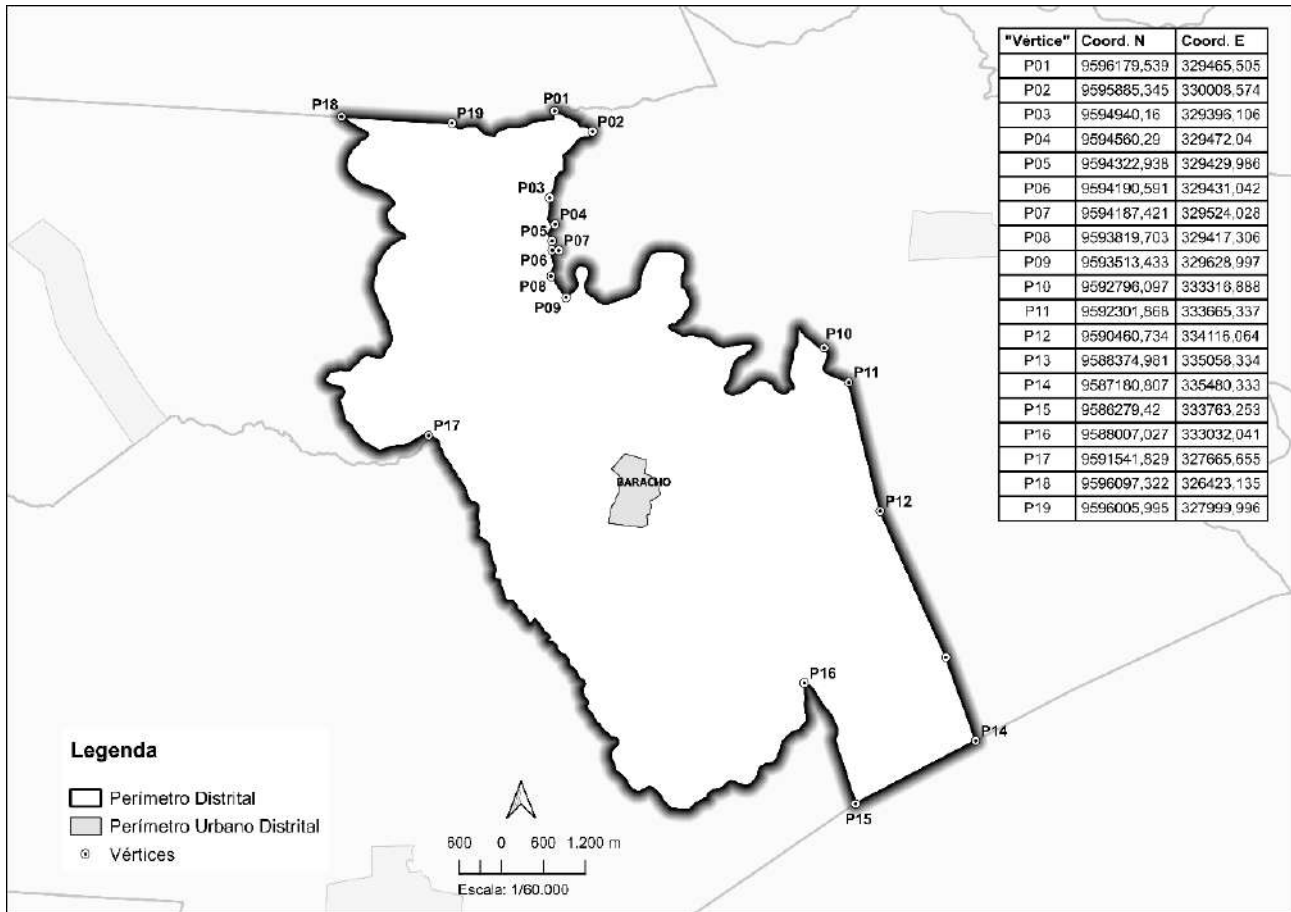 "Vértice" Coord. N Coord. E
P01 9596179,539 329465,505
P02 9595885,345 330008,574
P03 9594940,16 329396,106
P04 9594560,29 329472,04
P05 9594322,938 329429,986
P06 9594190,591 329431,042
P07 9594187,421 329524,028
P08 9593819,703 329417,306
P09 9593513,433 329628,997
P10 9592796,097 333316,888
P11 9592301,868 333665,337
P12 9590460,734 334116,064
P13 9588374,981 335058,334
P14 9587180,807 335480,333
P15 9586279,42 333763,253
P16 9588007,027 333032,041
P17 9591541,829 327665,655
P18 9596097,322 326423,135
P19 9596005,995 327999,996
P18
P19
P01
P02
P03
P04
P05
P07
P06
P08
P09
P10
P11
P17
BARACHO
P12
P16
P14
P15
Legenda
Perímetro Distrital
Perímetro Urbano Distrital
Vértices
600 0 600 1.200 m
Escala: 1/60.000